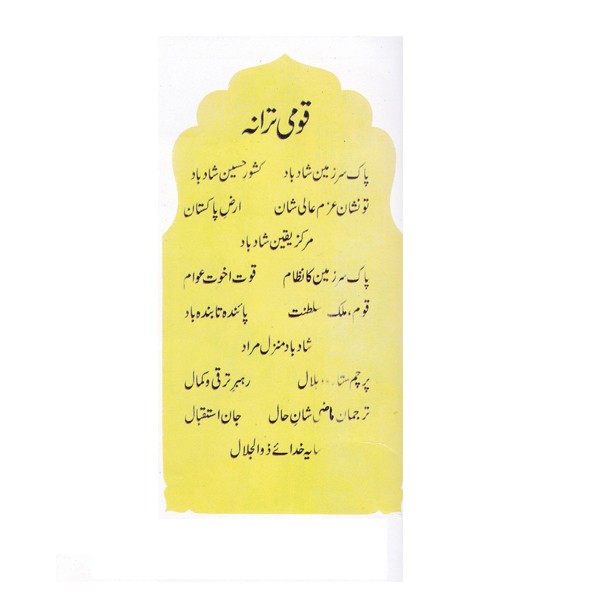 قومی ترانہ
پاک سرزمین شاد باد کشورِ حسین شاد باد
تو نشان عزم عالی شان ارضِ پاکستان
مرکز یقین شاد باد
پاک سرزمین کا نظام قوت اخوت عوام
قوم، ملک سلطنت پائندہ تابندہ باد
شاد باد منزل مراد
پرچم ستارہ و ہلال رہبرِ ترقی و کمال
ترجمان ماضی شانِ حال جان استقبال
سایہ خدائے ذوالجلال